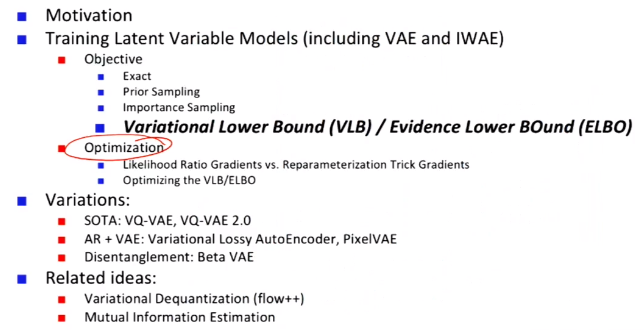 Motivation
Training Latent Variable Models (including VAE and IWAE)
Objective
Exact
Prior Sampling
Importance Sampling
Variational Lower Bound (VLB) / Evidence Lower BOund (ELBO)
Optimization
Likelihood Ratio Gradients vs. Reparameterization Trick Gradients
Optimizing the VLB/ELBO
Variations:
SOTA: VQ-VAE, VQ-VAE 2.0
AR + VAE: Variational Lossy AutoEncoder, PixelVAE
Disentanglement: Beta VAE
Related ideas:
Variational Dequantization (flow++)
Mutual Information Estimation